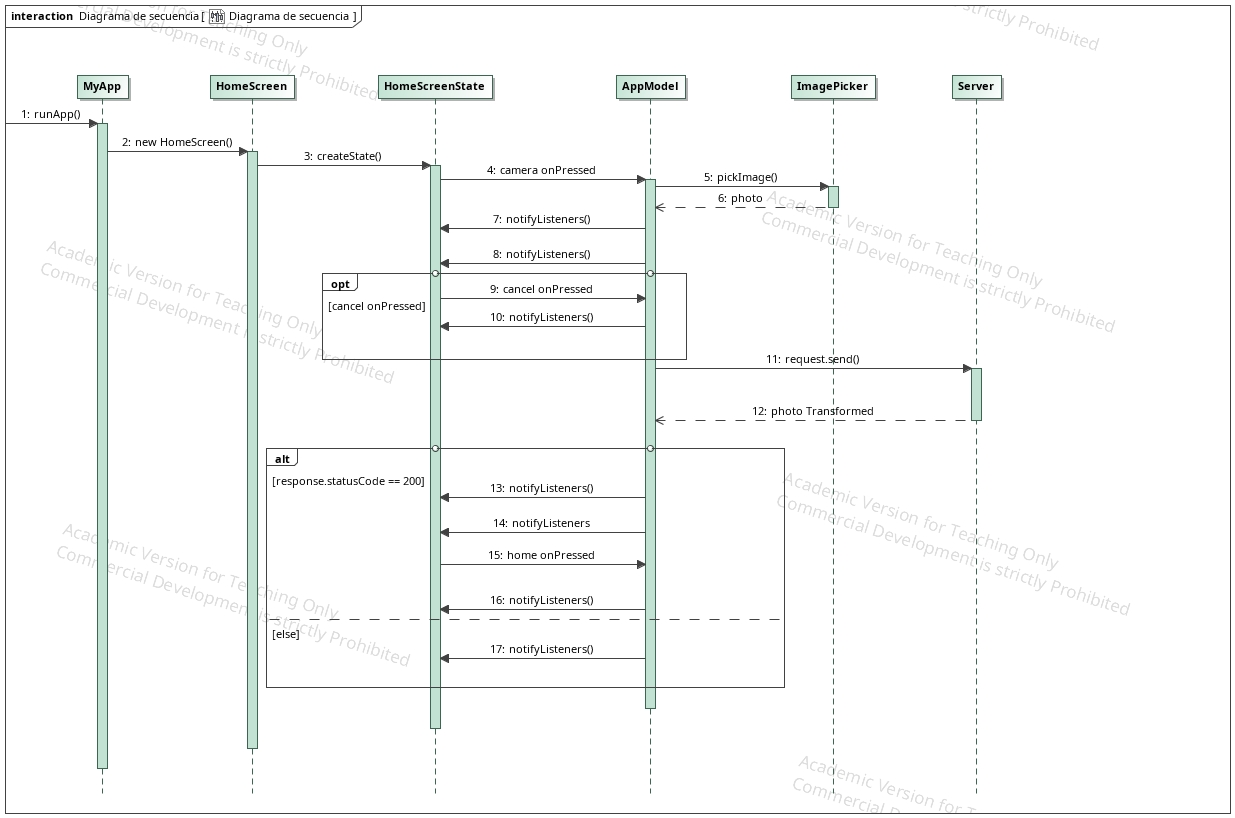 interaction Diagrama de secuencia [ Diagrama de secuencia ]
for Teaching Only
Development is strictly Prohibited
strictly Prohibited
MyApp
HomeScreen
HomeScreenState
AppModel
ImagePicker
Server
1: runApp()
2: new HomeScreen()
3: createState()
4: camera onPressed
5: pickImage()
6: photo
7: notifyListeners()
Academic Version for Teaching Only
Commercial Development is strictly Prohibited
8: notifyListeners()
Academic Version for Teaching Only
Commercial Development is strictly Prohibited
opt
9: cancel onPressed
[cancel onPressed]
10: notifyListeners()
11: request.send()
12: photo Transformed
alt
[response.statusCode == 200]
13: notifyListeners()
Academic Version for Teaching Only
Commercial Development is strictly Prohibited
14: notifyListeners
Academic Version for Teaching Only
Commercial Development is strictly Prohibited
15: home onPressed
16: notifyListeners()
[else]
17: notifyListeners()
Academic Version for
Commercial